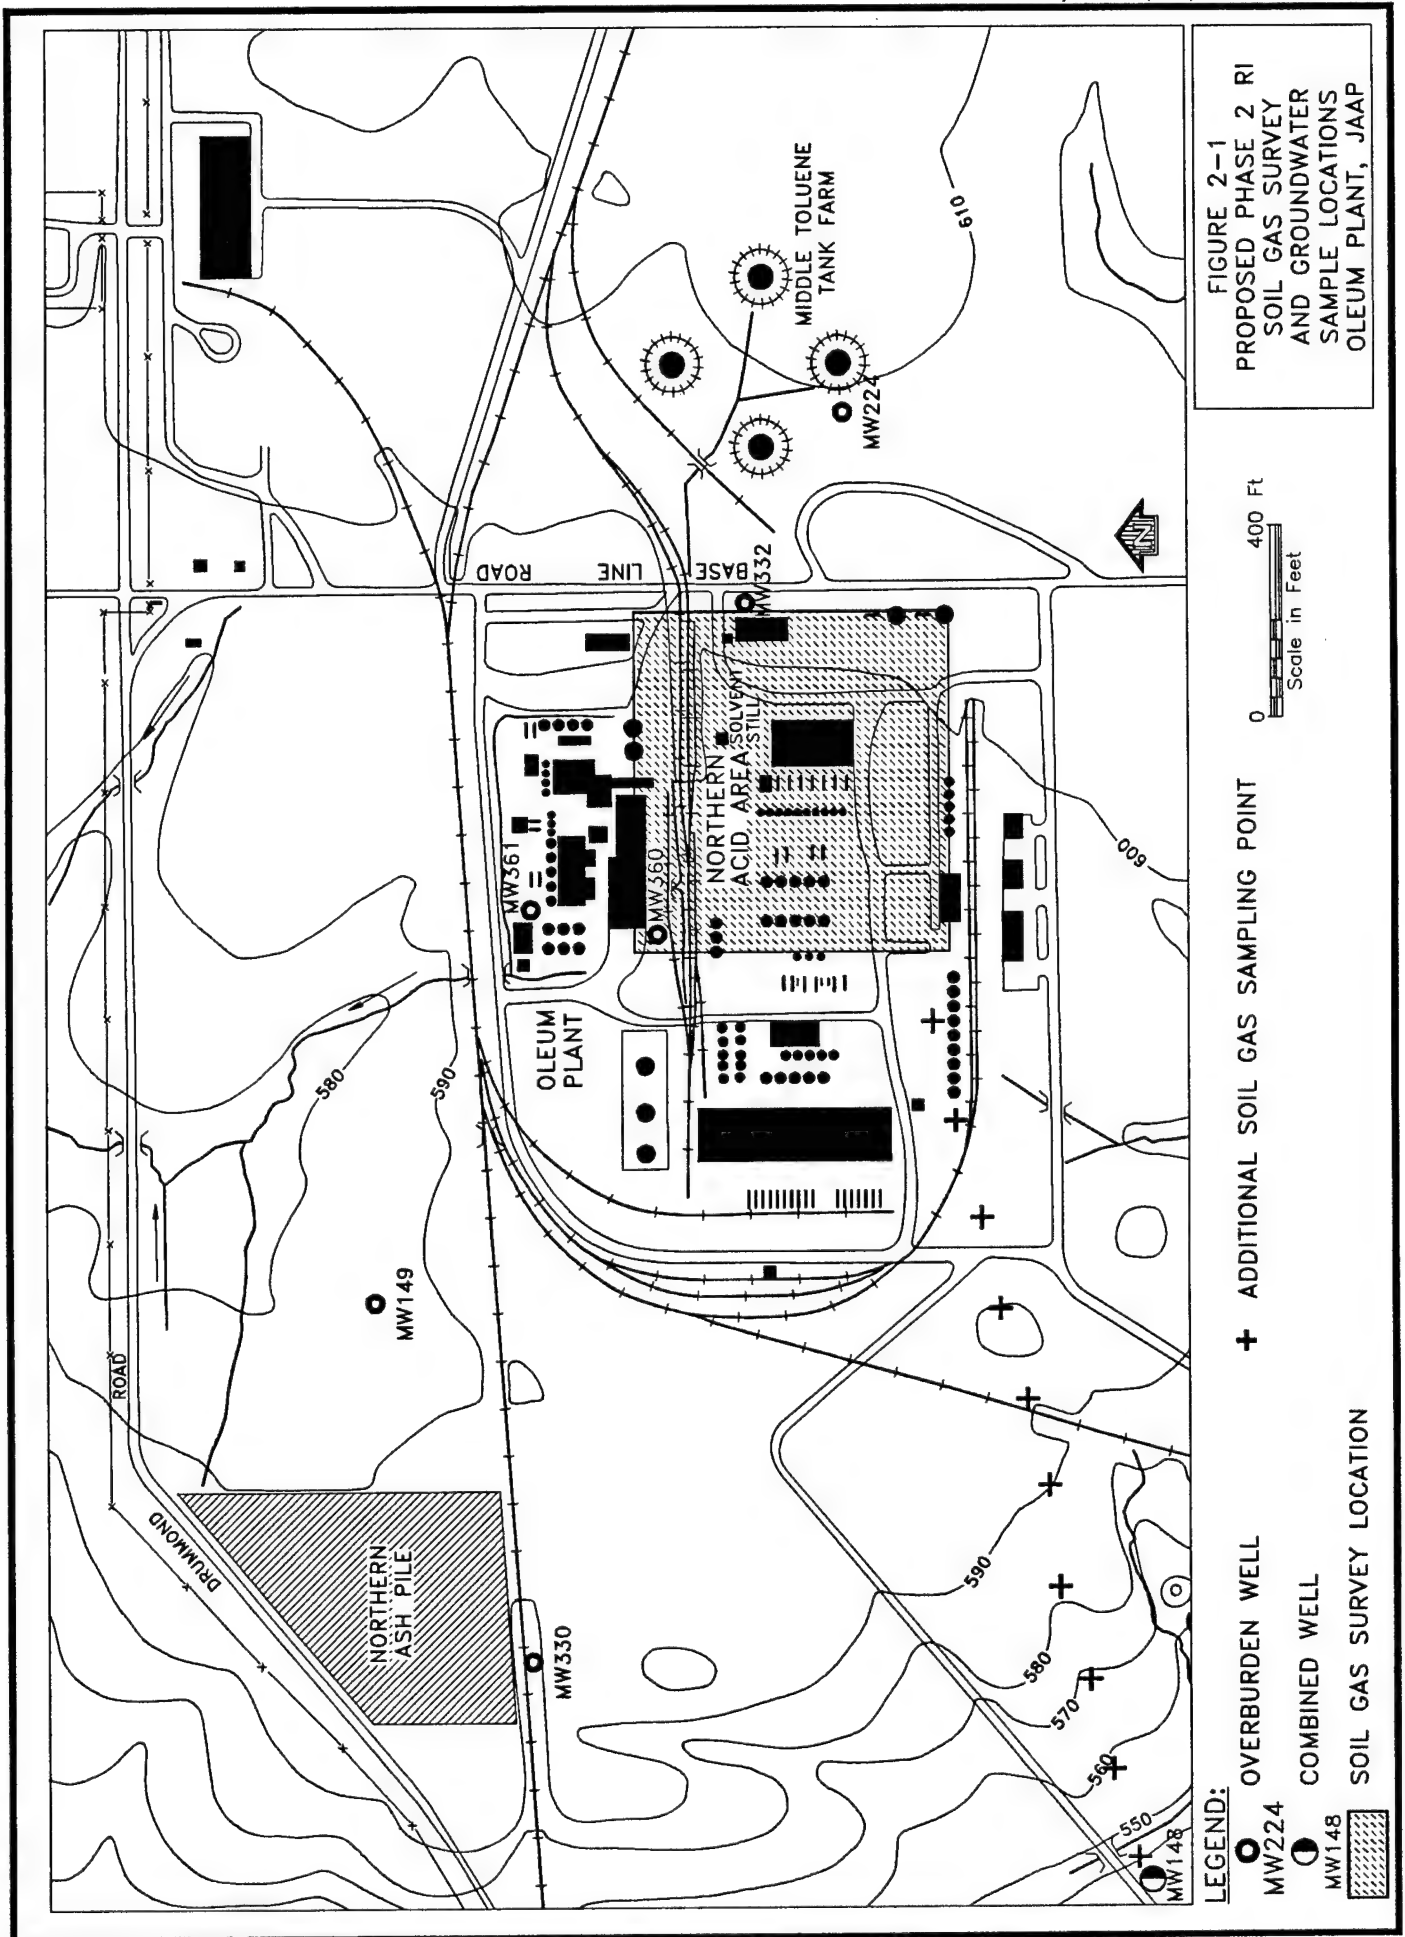 FIGURE 2-1
PROPOSED PHASE 2 RI
SOIL GAS SURVEY
AND GROUNDWATER
SAMPLE LOCATIONS
OLEUM PLANT, JAAP
DRUMMOND
ROAD
NORTHERN
ASH PILE
MW149
MW330
580
590
OLEUM
PLANT
MW361
MW360
NORTHERN
ACID AREA
SOLVENT
STILL
BASE
LINE
ROAD
MW332
MIDDLE TOLUENE
TANK FARM
MW224
610
600
590
580
570
560
550
MW148
N
LEGEND:
MW224
OVERBURDEN WELL
MW148
COMBINED WELL
SOIL GAS SURVEY LOCATION
+
ADDITIONAL SOIL GAS SAMPLING POINT
0
400 Ft
Scale in Feet